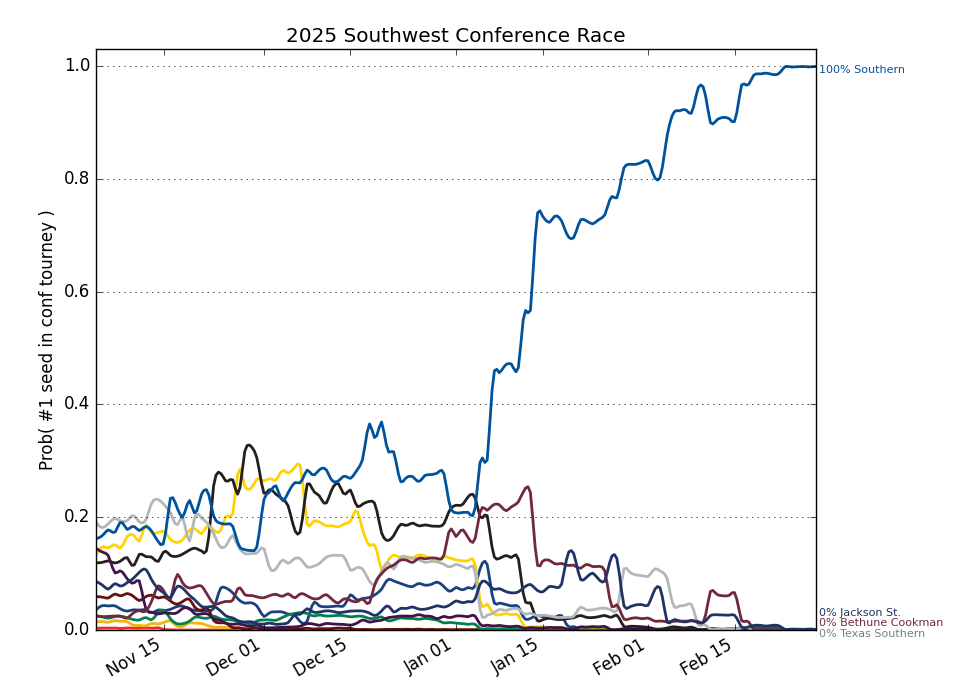 2025 Southwest Conference Race
Prob( #1 seed in conf tourney )
1.0
0.8
0.6
0.4
0.2
0.0
Nov 15
Dec 01
Dec 15
Jan 01
Jan 15
Feb 01
Feb 15
100% Southern
0% Jackson St.
0% Bethune Cookman
0% Texas Southern